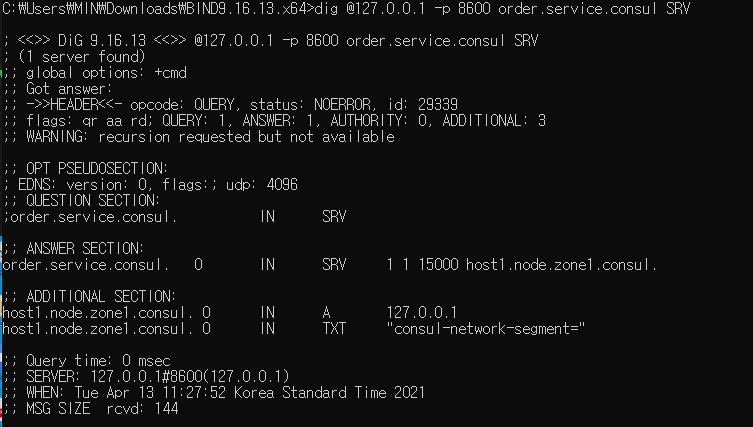 C:₩Users₩MIN₩Downloads₩BIND9.16.13.x64>dig @127.0.0.1 -p 8600 order.service.consul SRV
; <<>> DiG 9.16.13 <<>> @127.0.0.1 -p 8600 order.service.consul SRV
; (1 server found)
;; global options: +cmd
;; Got answer:
;; ->>HEADER<<- opcode: QUERY, status: NOERROR, id: 29339
;; flags: qr aa rd; QUERY: 1, ANSWER: 1, AUTHORITY: 0, ADDITIONAL: 3
;; WARNING: recursion requested but not available
;; OPT PSEUDOSECTION:
; EDNS: version: 0, flags:; udp: 4096
;; QUESTION SECTION:
;order.service.consul. IN SRV
;; ANSWER SECTION:
order.service.consul. 0 IN SRV 1 1 15000 host1.node.zone1.consul.
;; ADDITIONAL SECTION:
host1.node.zone1.consul. 0 IN A 127.0.0.1
host1.node.zone1.consul. 0 IN TXT "consul-network-segment="
;; Query time: 0 msec
;; SERVER: 127.0.0.1#8600(127.0.0.1)
;; WHEN: Tue Apr 13 11:27:52 Korea Standard Time 2021
;; MSG SIZE rcvd: 144